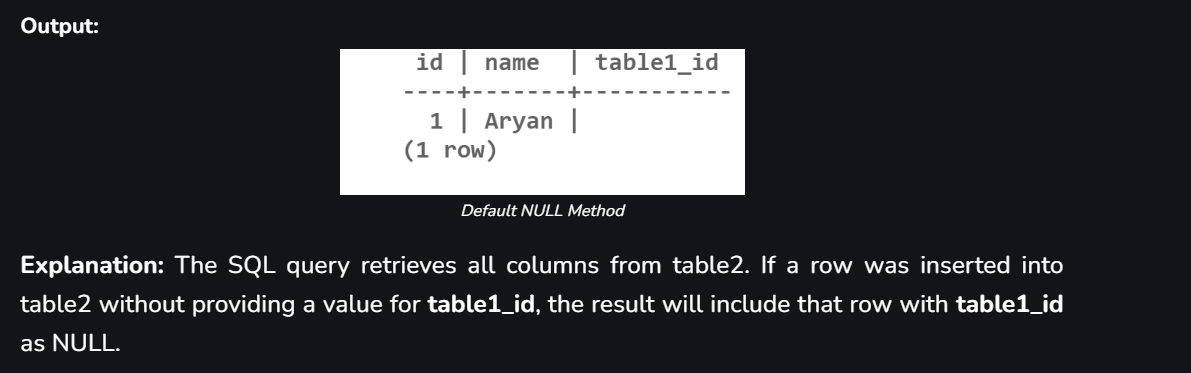 Output:
id | name | table1_id
----+-------+-----------
1 | Aryan |
(1 row)
Default NULL Method
Explanation: The SQL query retrieves all columns from table2. If a row was inserted into
table2 without providing a value for table1_id, the result will include that row with table1_id
as NULL.